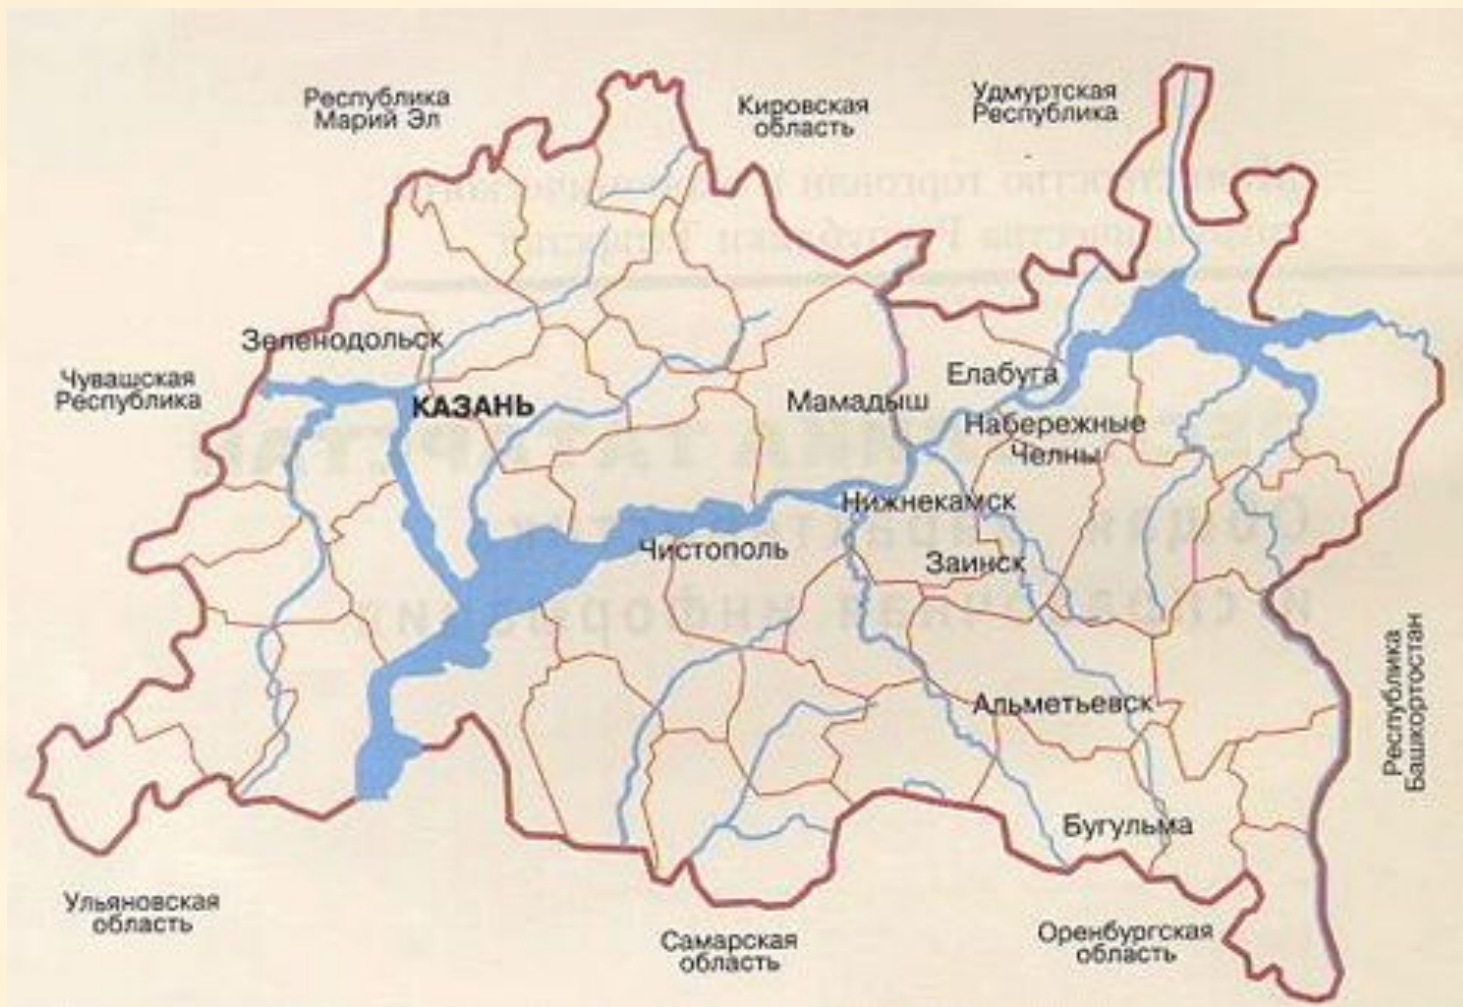 Республика
Марий Эл
Кировская
область
Удмуртская
Республика
Зеленодольск
Чувашская
Республика
КАЗАНЬ
Мамадыш
Елабуга
Набережные
Челны
Нижнекамск
Чистополь
Заинск
Альметьевск
Республика
Башкортостан
Бугульма
Ульяновская
область
Самарская
область
Оренбургская
область